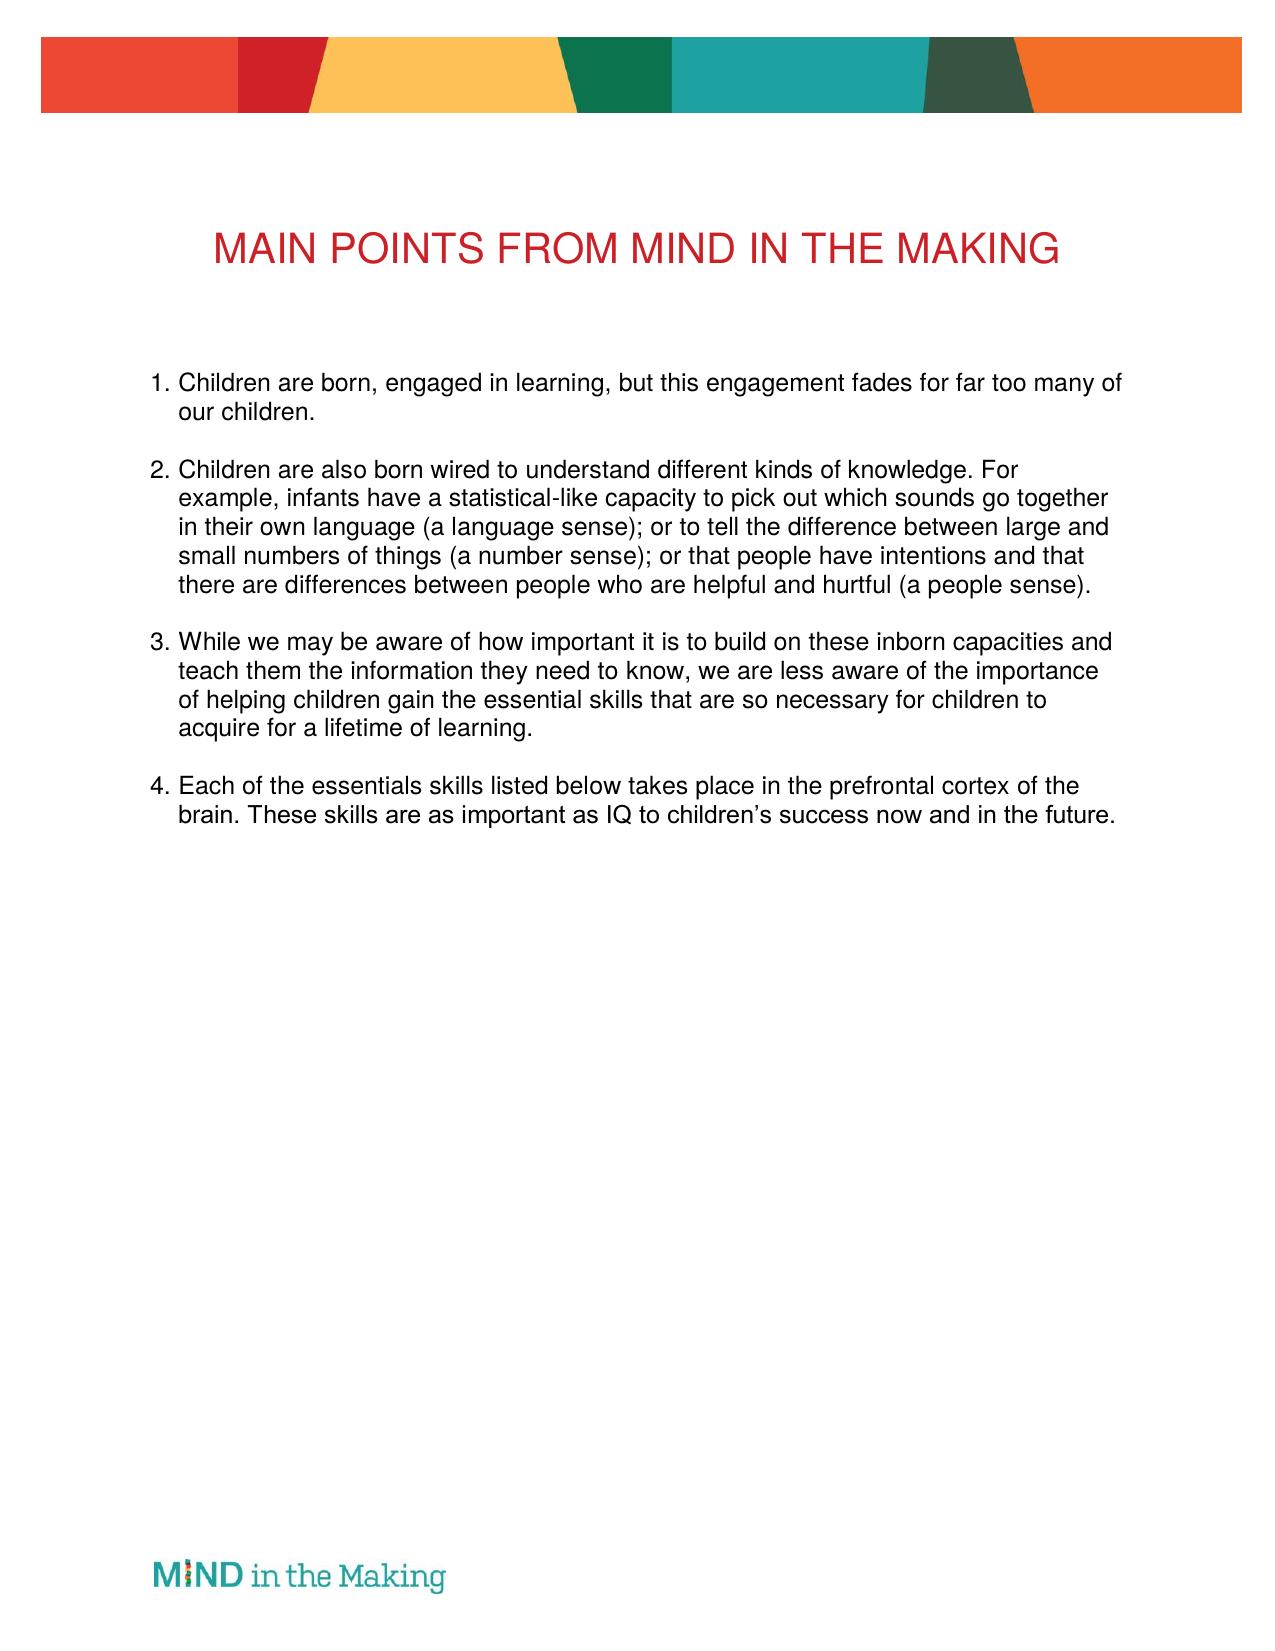 MAIN POINTS FROM MIND IN THE MAKING
1. Children are born, engaged in learning, but this engagement fades for far too many of
our children.
2. Children are also born wired to understand different kinds of knowledge. For
example, infants have a statistical-like capacity to pick out which sounds go together
in their own language (a language sense); or to tell the difference between large and
small numbers of things (a number sense); or that people have intentions and that
there are differences between people who are helpful and hurtful (a people sense).
3. While we may be aware of how important it is to build on these inborn capacities and
teach them the information they need to know, we are less aware of the importance
of helping children gain the essential skills that are so necessary for children to
acquire for a lifetime of learning.
4. Each of the essentials skills listed below takes place in the prefrontal cortex of the
brain. These skills are as important as IQ to children’s success now and in the future.
MiND in the Making